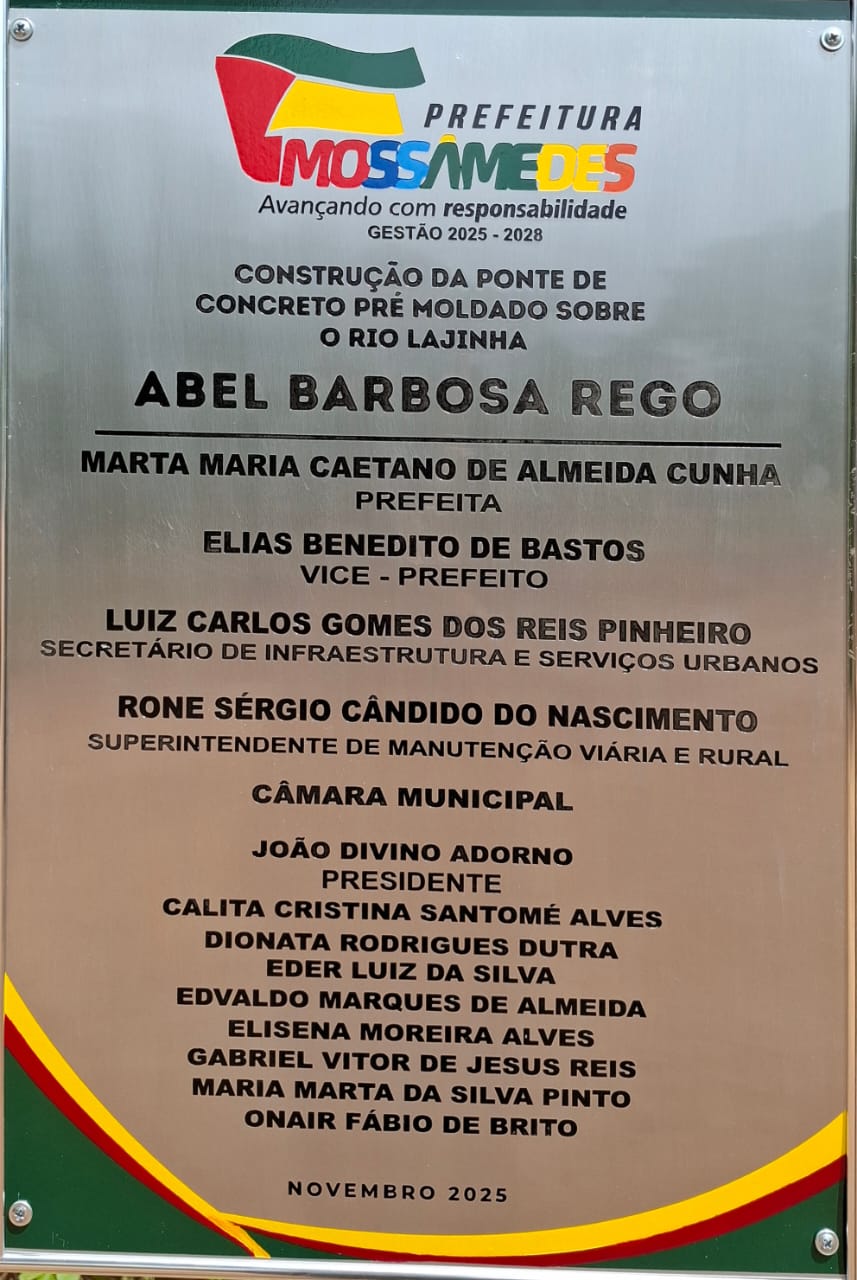 PREFEITURA
MOSSÂMEDES
Avançando com responsabilidade
GESTÃO 2025 - 2028
CONSTRUÇÃO DA PONTE DE
CONCRETO PRÉ MOLDADO SOBRE
O RIO LAJINHA
ABEL BARBOSA REGO
MARTA MARIA CAETANO DE ALMEIDA CUNHA
PREFEITA
ELIAS BENEDITO DE BASTOS
VICE - PREFEITO
LUIZ CARLOS GOMES DOS REIS PINHEIRO
SECRETÁRIO DE INFRAESTRUTURA E SERVIÇOS URBANOS
RONE SÉRGIO CÂNDIDO DO NASCIMENTO
SUPERINTENDENTE DE MANUTENÇÃO VIÁRIA E RURAL
CÂMARA MUNICIPAL
JOÃO DIVINO ADORNO
PRESIDENTE
CALITA CRISTINA SANTOMÉ ALVES
DIONATA RODRIGUES DUTRA
EDER LUIZ DA SILVA
EDVALDO MARQUES DE ALMEIDA
ELISENA MOREIRA ALVES
GABRIEL VITOR DE JESUS REIS
MARIA MARTA DA SILVA PINTO
ONAIR FÁBIO DE BRITO
NOVEMBRO 2025